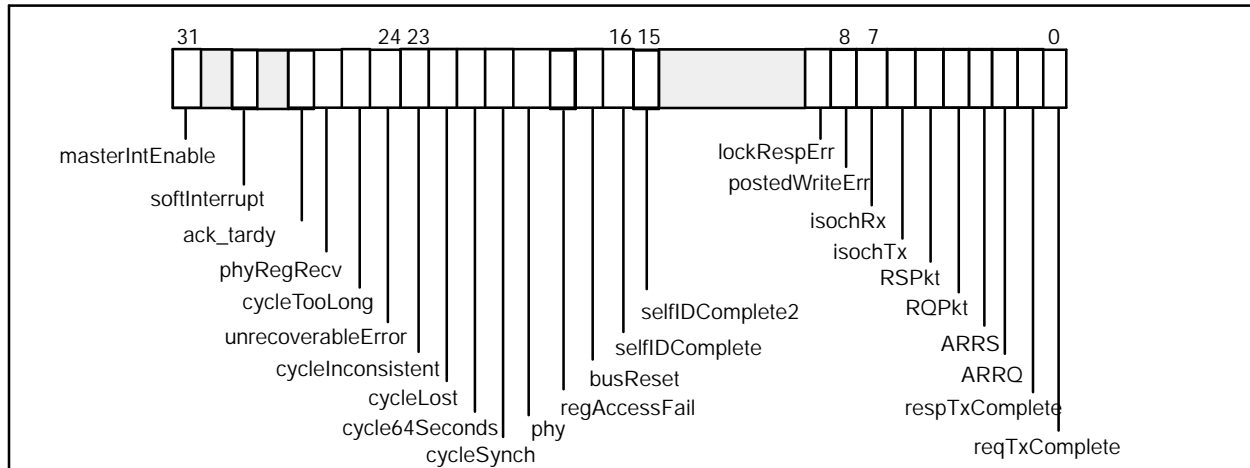 31 24 23 16 15 8 7 0
masterIntEnable
lockRespErr
postedWriteErr
softInterrupt
isochRx
ack_tardy
isochTx
phyRegRecv
RSPkt
cycleTooLong
RQPkt
selfIDComplete2
unrecoverableError
selfIDComplete
ARRS
cycleInconsistent
busReset
ARRQ
cycleLost
regAccessFail
respTxComplete
cycle64Seconds
phy
cycleSynch
reqTxComplete